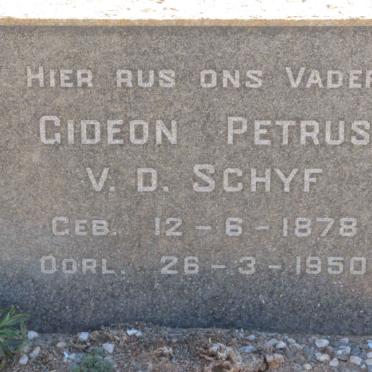 HIER RUS ONS VADER
GIDEON PETRUS
V. D. SCHYF
GEB. 12-6-1878
OORL. 26-3-1950